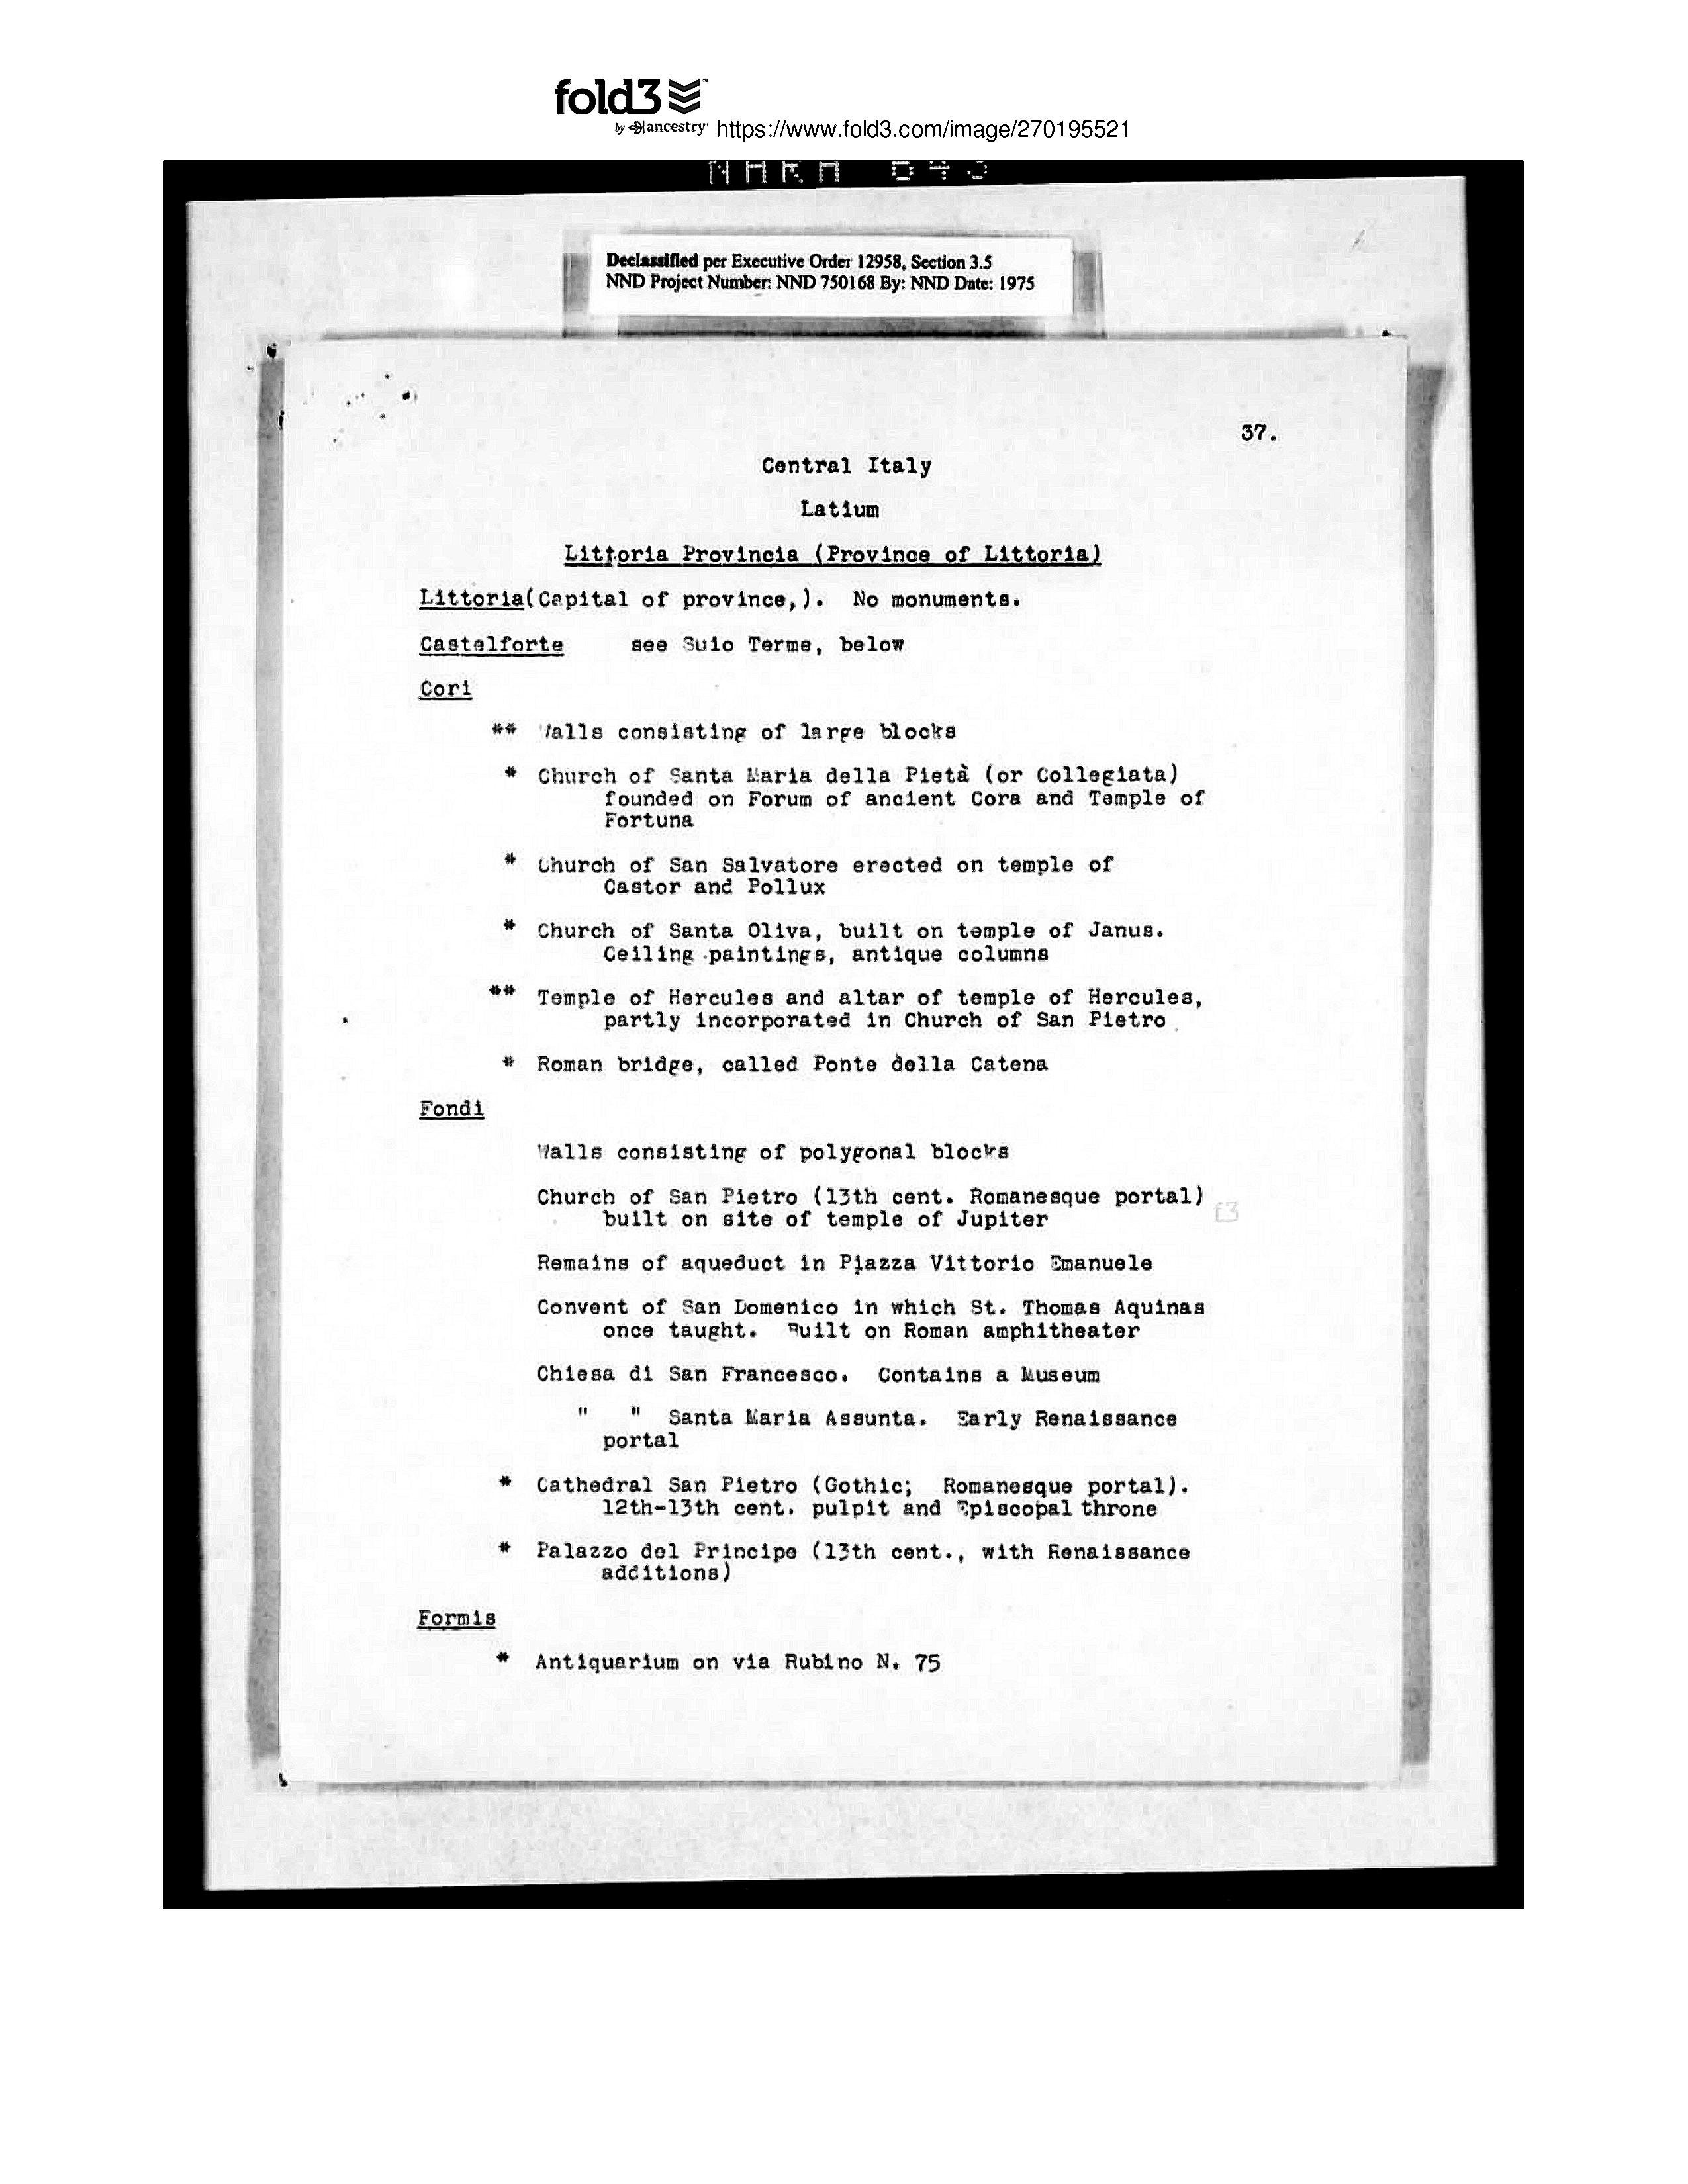 fold3
by ancestry https://www.fold3.com/image/270195521
Declassified per Executive Order 12958, Section 3.5
NND Project Number: NND 750168 By: NND Date: 1975
37.
Central Italy
Latium
Littoria Provincia (Province of Littoria)
Littoria(Capital of province,). No monuments.
Castelforte see Suio Terme, below
Cori
** Walls consisting of large blocks
* Church of Santa Maria della Pietà (or Collegiata)
founded on Forum of ancient Cora and Temple of
Fortuna
* Church of San Salvatore erected on temple of
Castor and Pollux
* Church of Santa Oliva, built on temple of Janus.
Ceiling paintings, antique columns
** Temple of Hercules and altar of temple of Hercules,
partly incorporated in Church of San Pietro
* Roman bridge, called Ponte della Catena
Fondi
Walls consisting of polygonal blocks
Church of San Pietro (13th cent. Romanesque portal)
built on site of temple of Jupiter
Remains of aqueduct in Piazza Vittorio Emanuele
Convent of San Domenico in which St. Thomas Aquinas
once taught. Built on Roman amphitheater
Chiesa di San Francesco. Contains a Museum
" " Santa Maria Assunta. Early Renaissance
portal
* Cathedral San Pietro (Gothic; Romanesque portal).
12th-13th cent. pulpit and Episcopal throne
* Palazzo del Principe (13th cent., with Renaissance
additions)
Formis
* Antiquarium on via Rubino N. 75